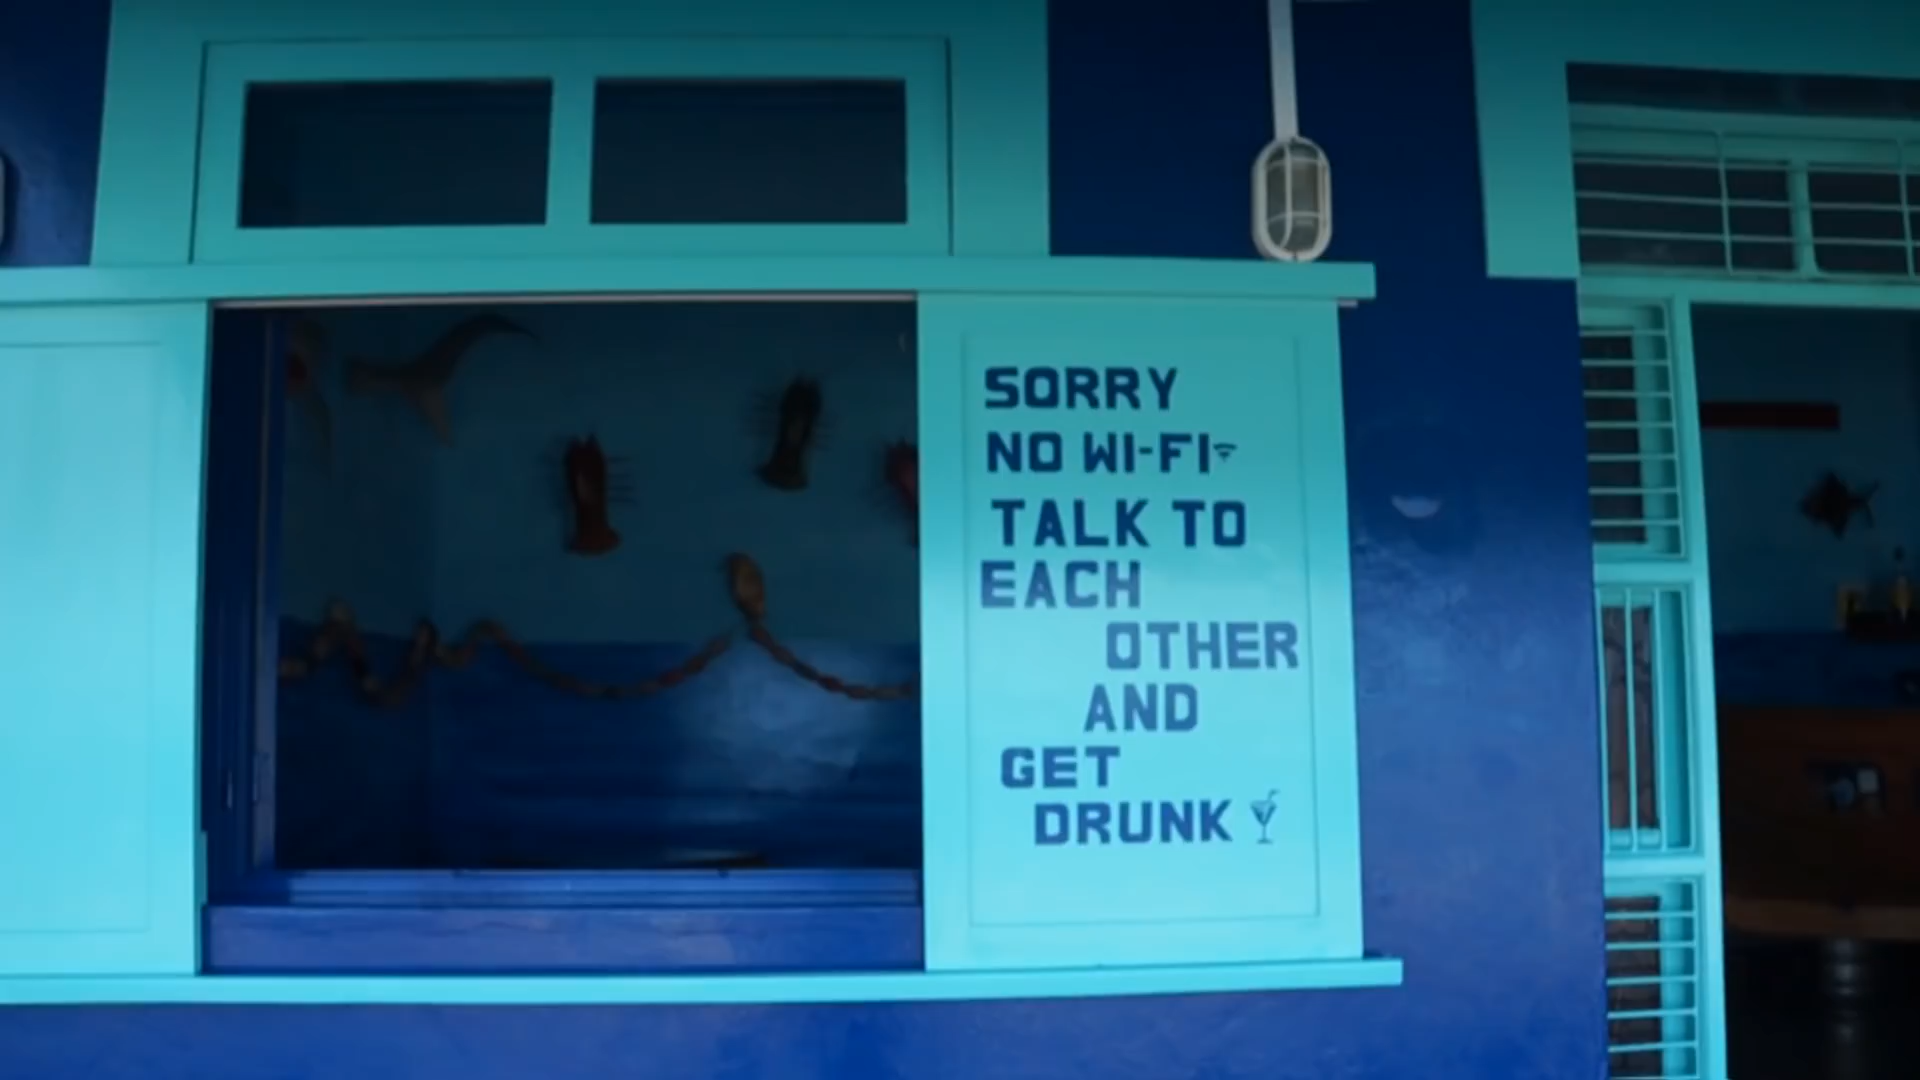 SORRY
NO WI-FI
TALK TO
EACH
OTHER
AND
GET
DRUNK